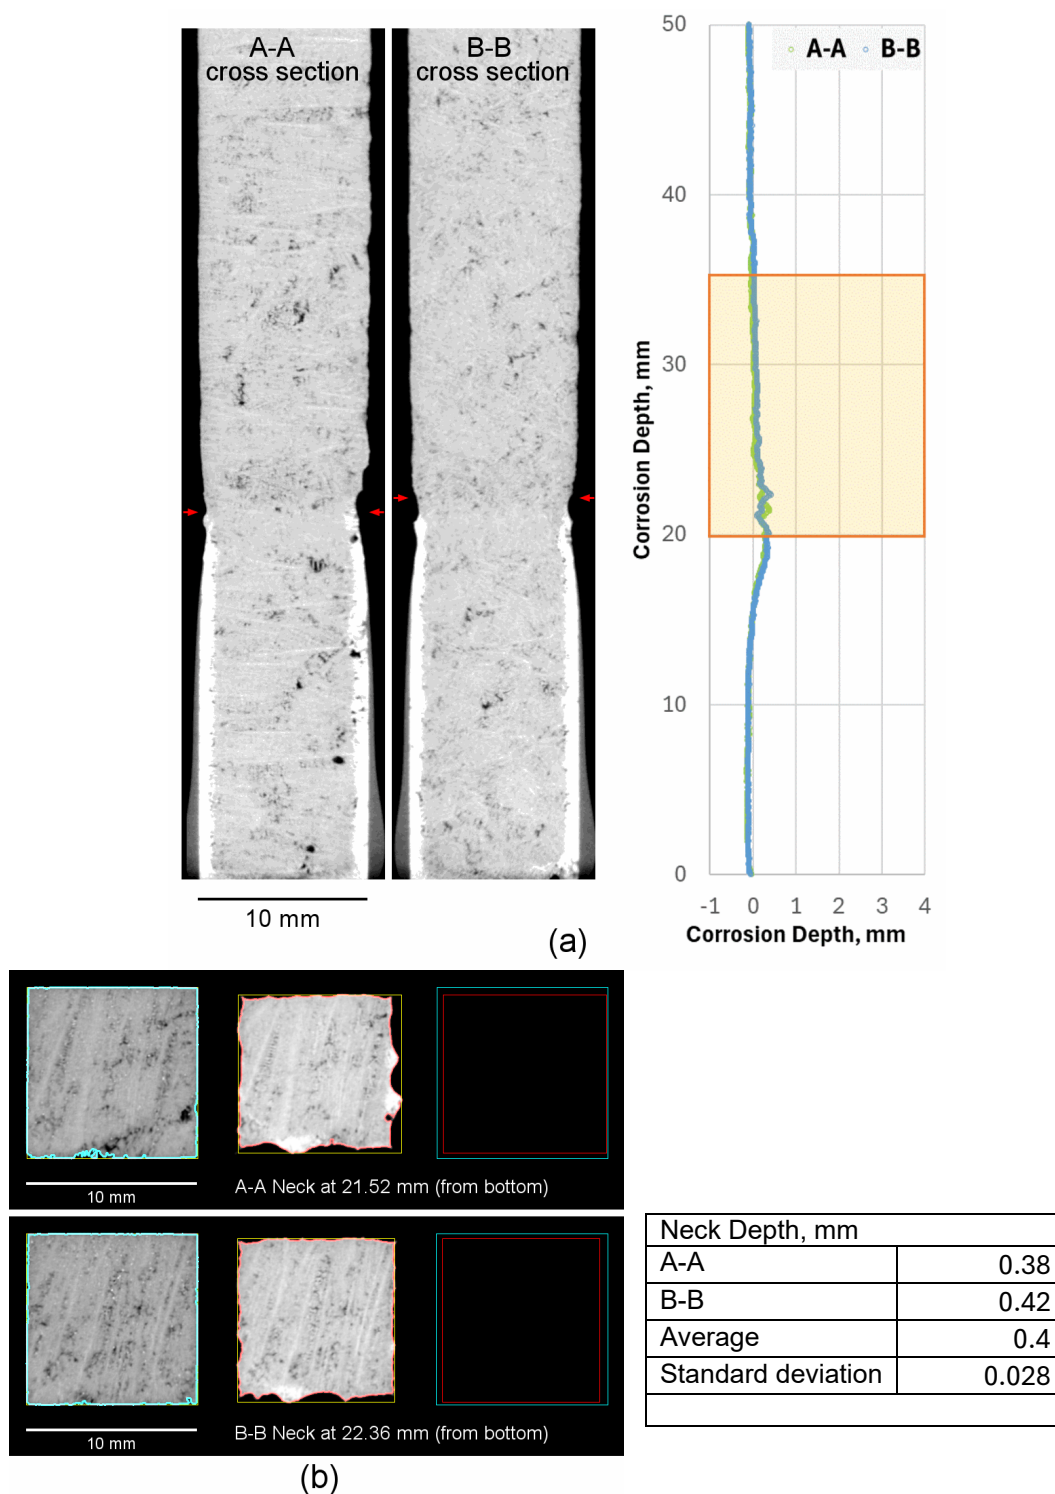 A-A
cross section
B-B
cross section
A-A B-B
50
40
30
20
10
0
-1 0 1 2 3 4
Corrosion Depth, mm
Corrosion Depth, mm
10 mm
(a)
10 mm
A-A Neck at 21.52 mm (from bottom)
10 mm
B-B Neck at 22.36 mm (from bottom)
(b)
Neck Depth, mm
A-A 0.38
B-B 0.42
Average 0.4
Standard deviation 0.028